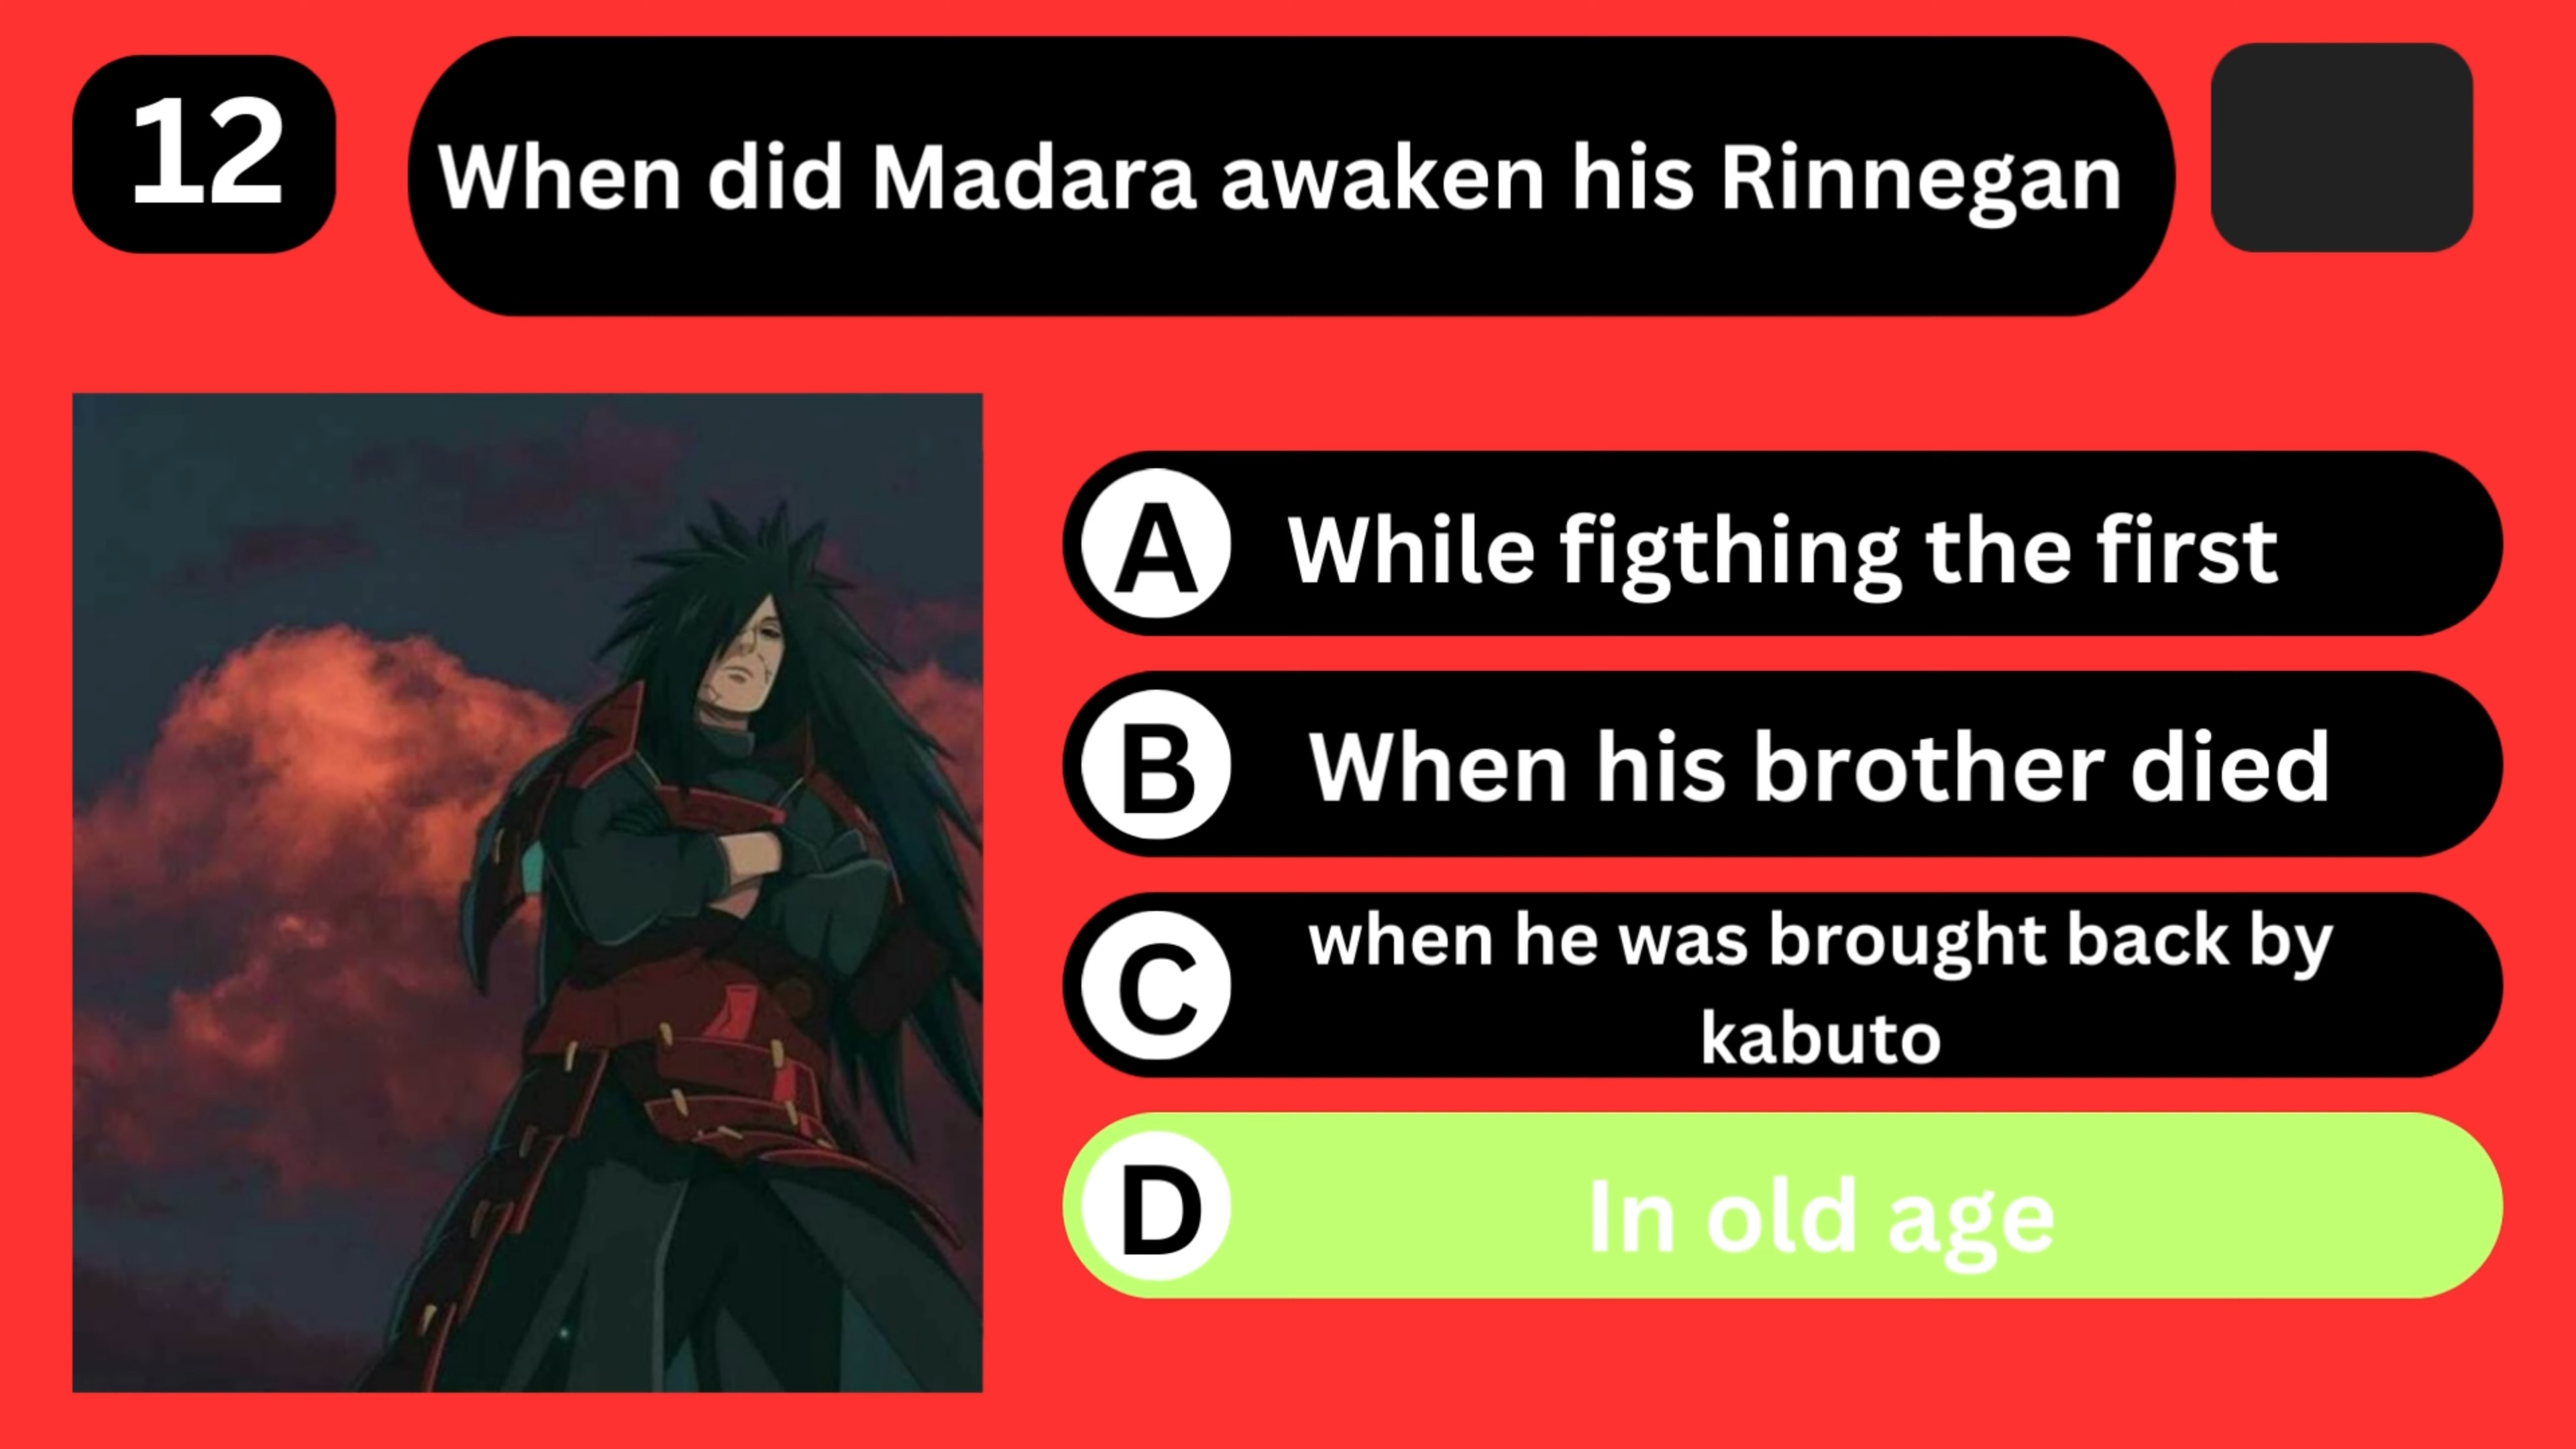 12
When did Madara awaken his Rinnegan
A While figthing the first
B When his brother died
C when he was brought back by
kabuto
D In old age